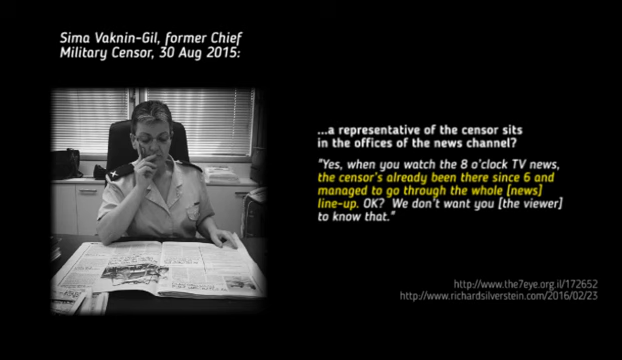 Sima Vaknin-Gil, former Chief
Military Censor, 30 Aug 2015:
...a representative of the censor sits
in the offices of the news channel?
"Yes, when you watch the 8 o'clock TV news,
the censor's already been there since 6 and
managed to go through the whole [news]
line-up. OK? We don't want you [the viewer]
to know that."
http://www.the7eye.org.il/172652
http://www.richardsilverstein.com/2016/02/23